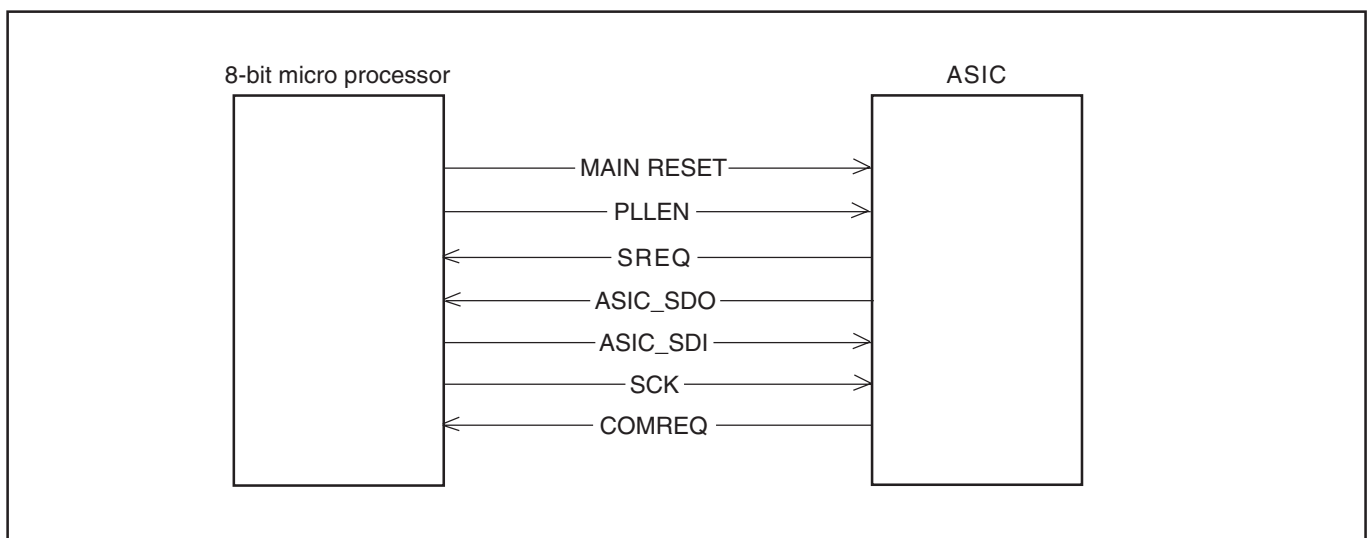 8-bit micro processor
ASIC
MAIN RESET
PLLEN
SREQ
ASIC_SDO
ASIC_SDI
SCK
COMREQ